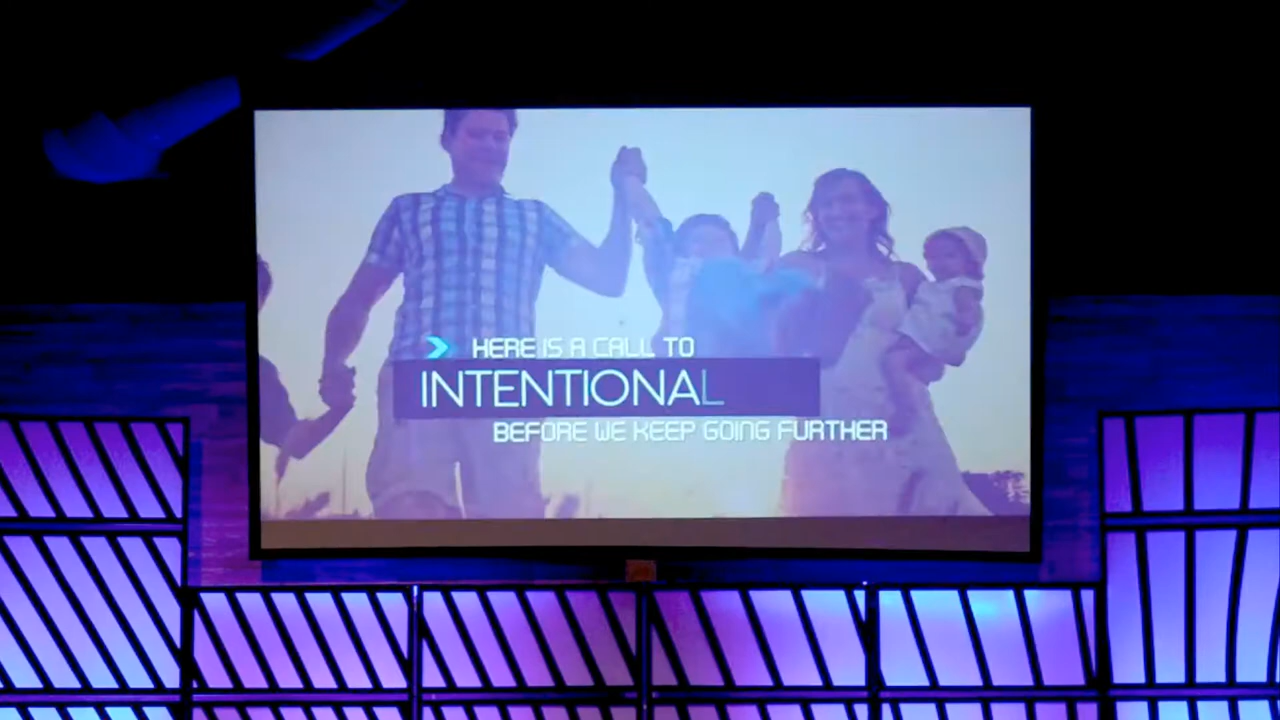 HERE IS A CALL TO
INTENTIONAL
BEFORE WE KEEP GOING FURTHER